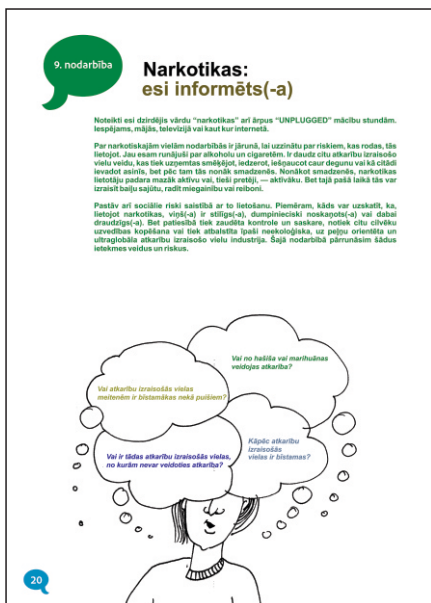 9. nodarbība
Narkotikas:
esi informēts(-a)
Noteikti esi dzirdējis vārdu “narkotikas” arī ārpus “UNPLUGGED” mācību stundām.
Iespējams, mājās, televīzijā vai kaut kur internetā.
Par narkotiskajām vielām nodarbībās ir jārunā, lai uzzinātu par riskiem, kas rodas, tās
lietojot. Jau esam runājuši par alkoholu un cigaretēm. Ir daudz citu atkarību izraisošo
vielu veidu, kas tiek uzņemtas smēķējot, iedzerot, iešņaucot caur degunu vai kā citādi
ievadot asinīs, bet pēc tam tās nonāk smadzenēs. Nonākot smadzenēs, narkotikas
lietotāju padara mazāk aktīvu vai, tieši pretēji, — aktīvāku. Bet tajā pašā laikā tās var
izraisīt baiļu sajūtu, radīt miegainību vai reiboni.
Pastāv arī sociālie riski saistībā ar to lietošanu. Piemēram, kāds var uzskatīt, ka,
lietojot narkotikas, viņš(-a) ir stilīgs(-a), dumpinieciski noskaņots(-a) vai dabai
draudzīgs(-a). Bet patiesībā tiek zaudēta kontrole un saskare, notiek citu cilvēku
uzvedības kopēšana vai tiek atbalstīta īpaši neekoloģiska, uz peļņu orientēta un
ultraglobāla atkarību izraisošo vielu industrija. Šajā nodarbībā pārrunāsim šādus
ietekmes veidus un riskus.
Vai no hašiša vai marihuānas
veidojas atkarība?
Vai atkarību izraisošās vielas
meitenēm ir bīstamākas nekā puišiem?
Kāpēc atkarību
izraisošās
vielas ir bīstamas?
Vai ir tādas atkarību izraisošās vielas,
no kurām nevar veidoties atkarība?
20